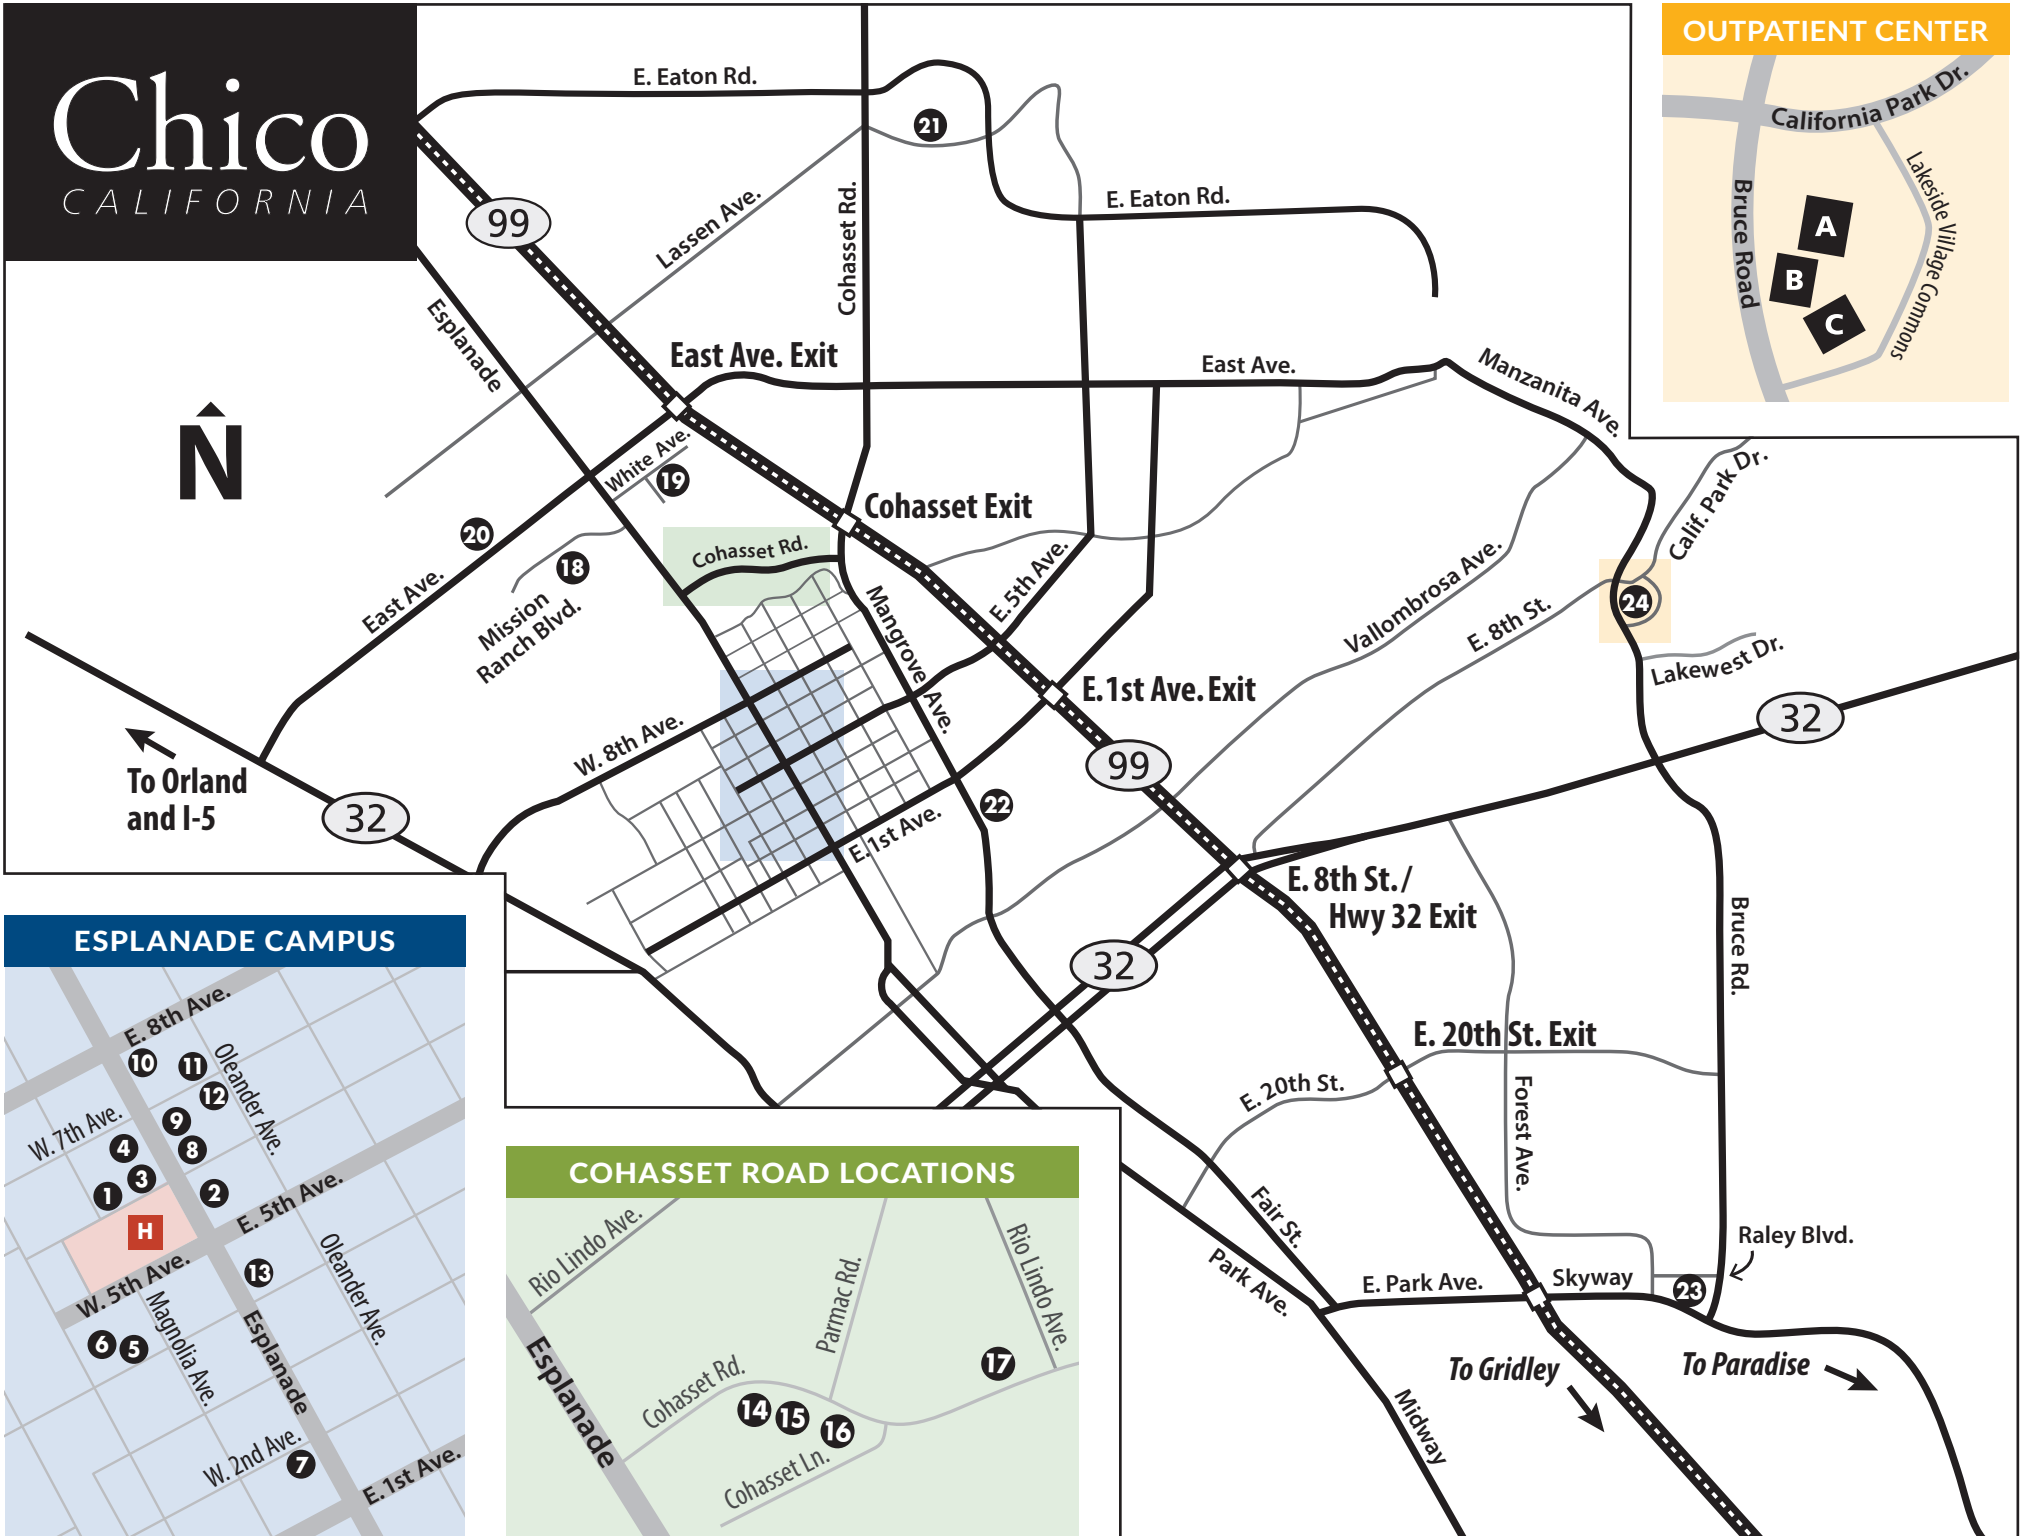 Chico
CALIFORNIA
E. Eaton Rd.
21
99
Lassen Ave.
Cohasset Rd.
E. Eaton Rd.
Esplanade
East Ave. Exit
East Ave.
Manzanita Ave.
N
White Ave.
19
20
Cohasset Exit
Cohasset Rd.
18
Mission
Ranch Blvd.
East Ave.
E. 5th Ave.
Mangrove Ave.
Vallombrosa Ave.
E. 8th St.
Calif. Park Dr.
24
Lakewest Dr.
E. 1st Ave. Exit
32
W. 8th Ave.
99
To Orland
and I-5
32
22
E. 1st Ave.
E. 8th St./
Hwy 32 Exit
32
Bruce Rd.
E. 20th St. Exit
E. 20th St.
Forest Ave.
Fair St.
Park Ave.
E. Park Ave.
Skyway
23
Raley Blvd.
To Gridley
To Paradise
Midway
OUTPATIENT CENTER
California Park Dr.
Bruce Road
Lakeside Village Commons
A
B
C
ESPLANADE CAMPUS
E. 8th Ave.
10
11
12
Oleander Ave.
9
W. 7th Ave.
4
8
3
1
2
H
E. 5th Ave.
W. 5th Ave.
13
Oleander Ave.
Magnolia Ave.
Esplanade
6
5
W. 2nd Ave.
7
E. 1st Ave.
COHASSET ROAD LOCATIONS
Rio Lindo Ave.
Parmac Rd.
Rio Lindo Ave.
Esplanade
Cohasset Rd.
17
14
15
16
Cohasset Ln.